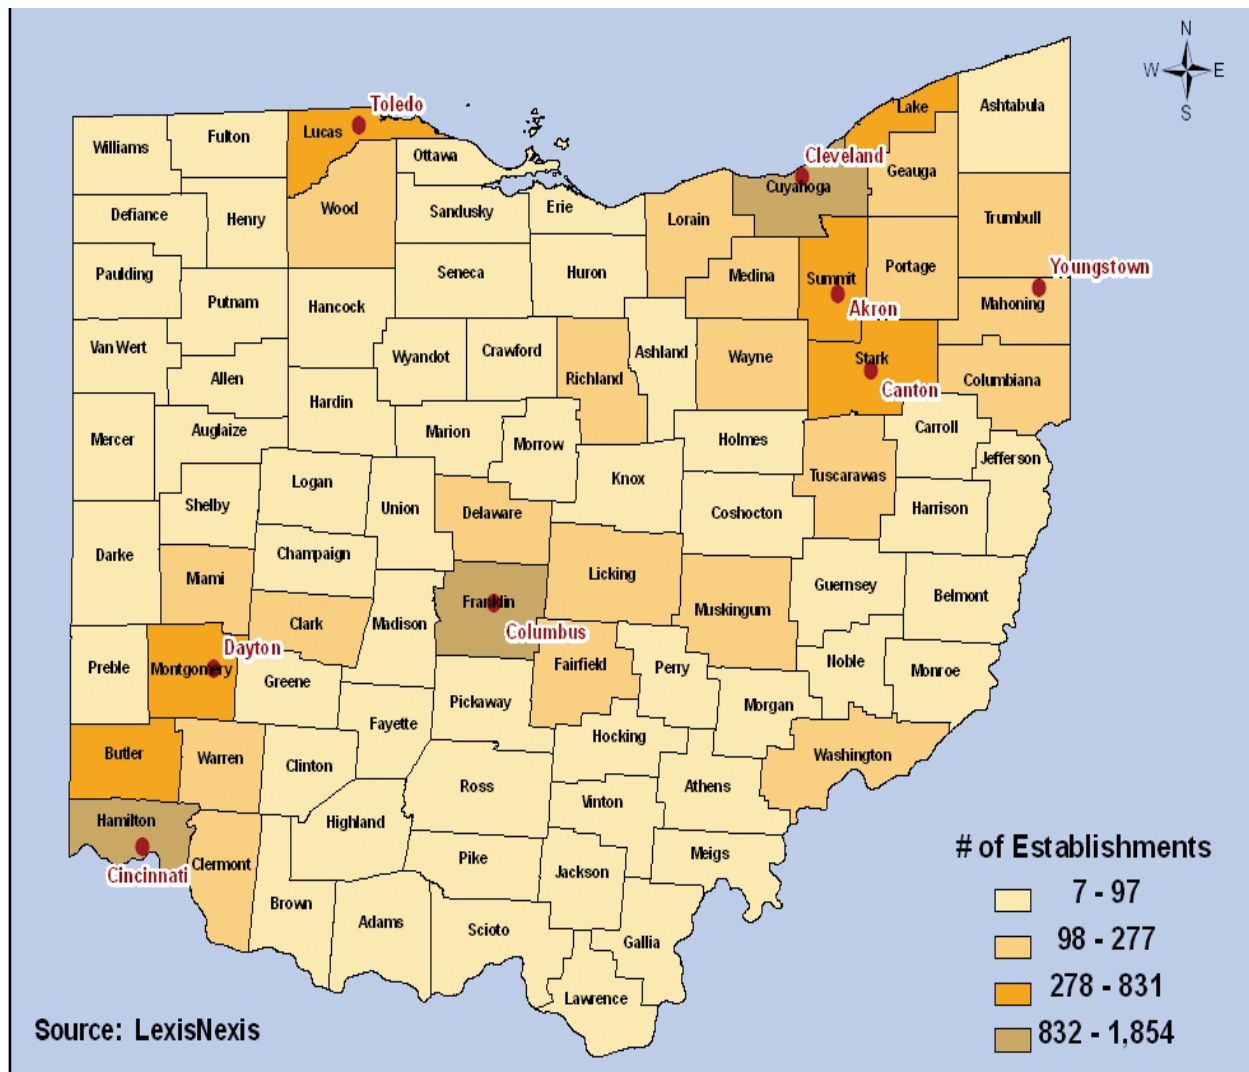 N
W E
S
Toledo
Lake
Ashtabula
Williams
Fulton
Lucas
Ottawa
Cleveland
Cuyahoga
Geauga
Defiance
Henry
Wood
Sandusky
Erie
Lorain
Trumbull
Paulding
Seneca
Huron
Medina
Summit
Portage
Youngstown
Putnam
Hancock
Akron
Mahoning
Van Wert
Wyandot
Crawford
Ashland
Wayne
Stark
Allen
Richland
Canton
Columbiana
Hardin
Mercer
Auglaize
Marion
Morrow
Holmes
Carroll
Jefferson
Logan
Knox
Tuscarawas
Shelby
Union
Delaware
Coshocton
Harrison
Darke
Champaign
Miami
Licking
Guernsey
Belmont
Franklin
Muskingum
Clark
Madison
Columbus
Dayton
Preble
Montgomery
Greene
Fairfield
Perry
Noble
Monroe
Pickaway
Morgan
Fayette
Hocking
Butler
Warren
Clinton
Washington
Ross
Athens
Vinton
Hamilton
Highland
Cincinnati
Clermont
Pike
Jackson
Meigs
Brown
Adams
Scioto
Gallia
Lawrence
# of Establishments
7 - 97
98 - 277
278 - 831
832 - 1,854
Source: LexisNexis